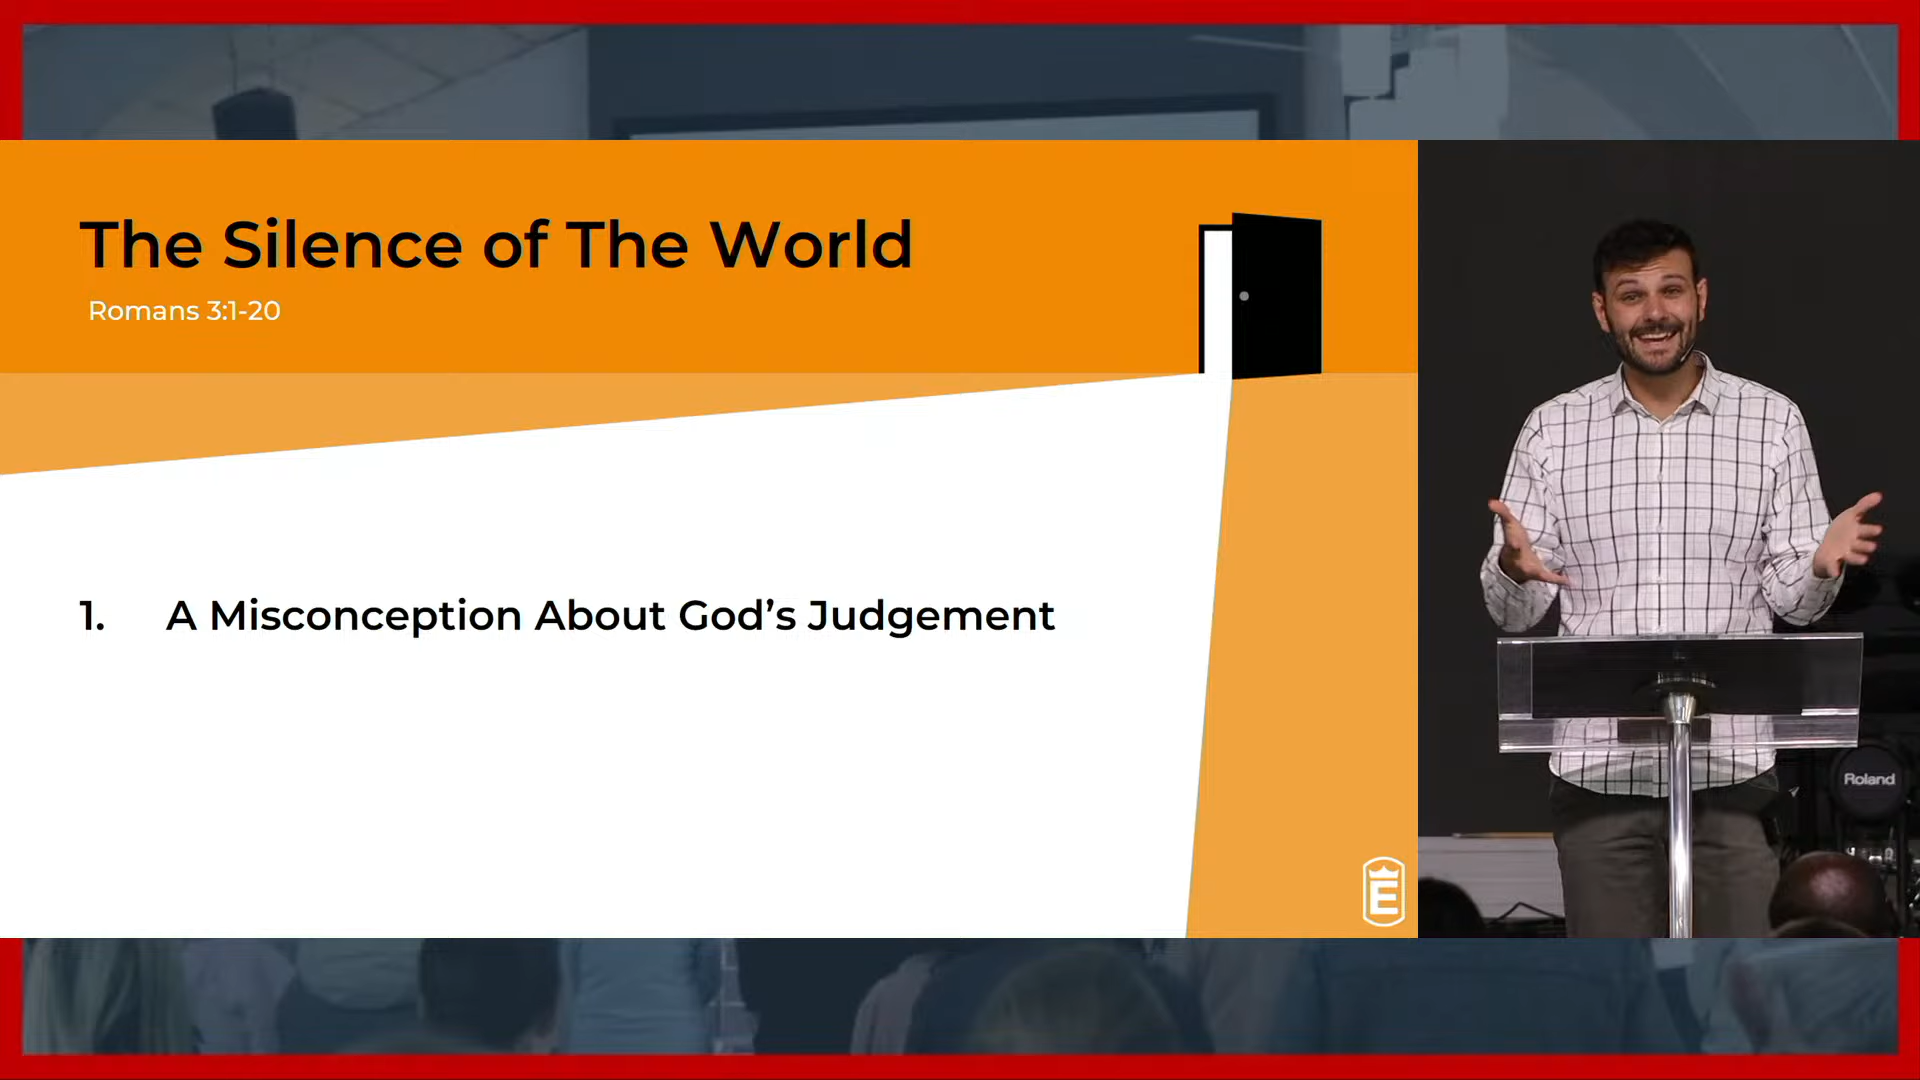 The Silence of The World
Romans 3:1-20
1. A Misconception About God’s Judgement
E
Roland